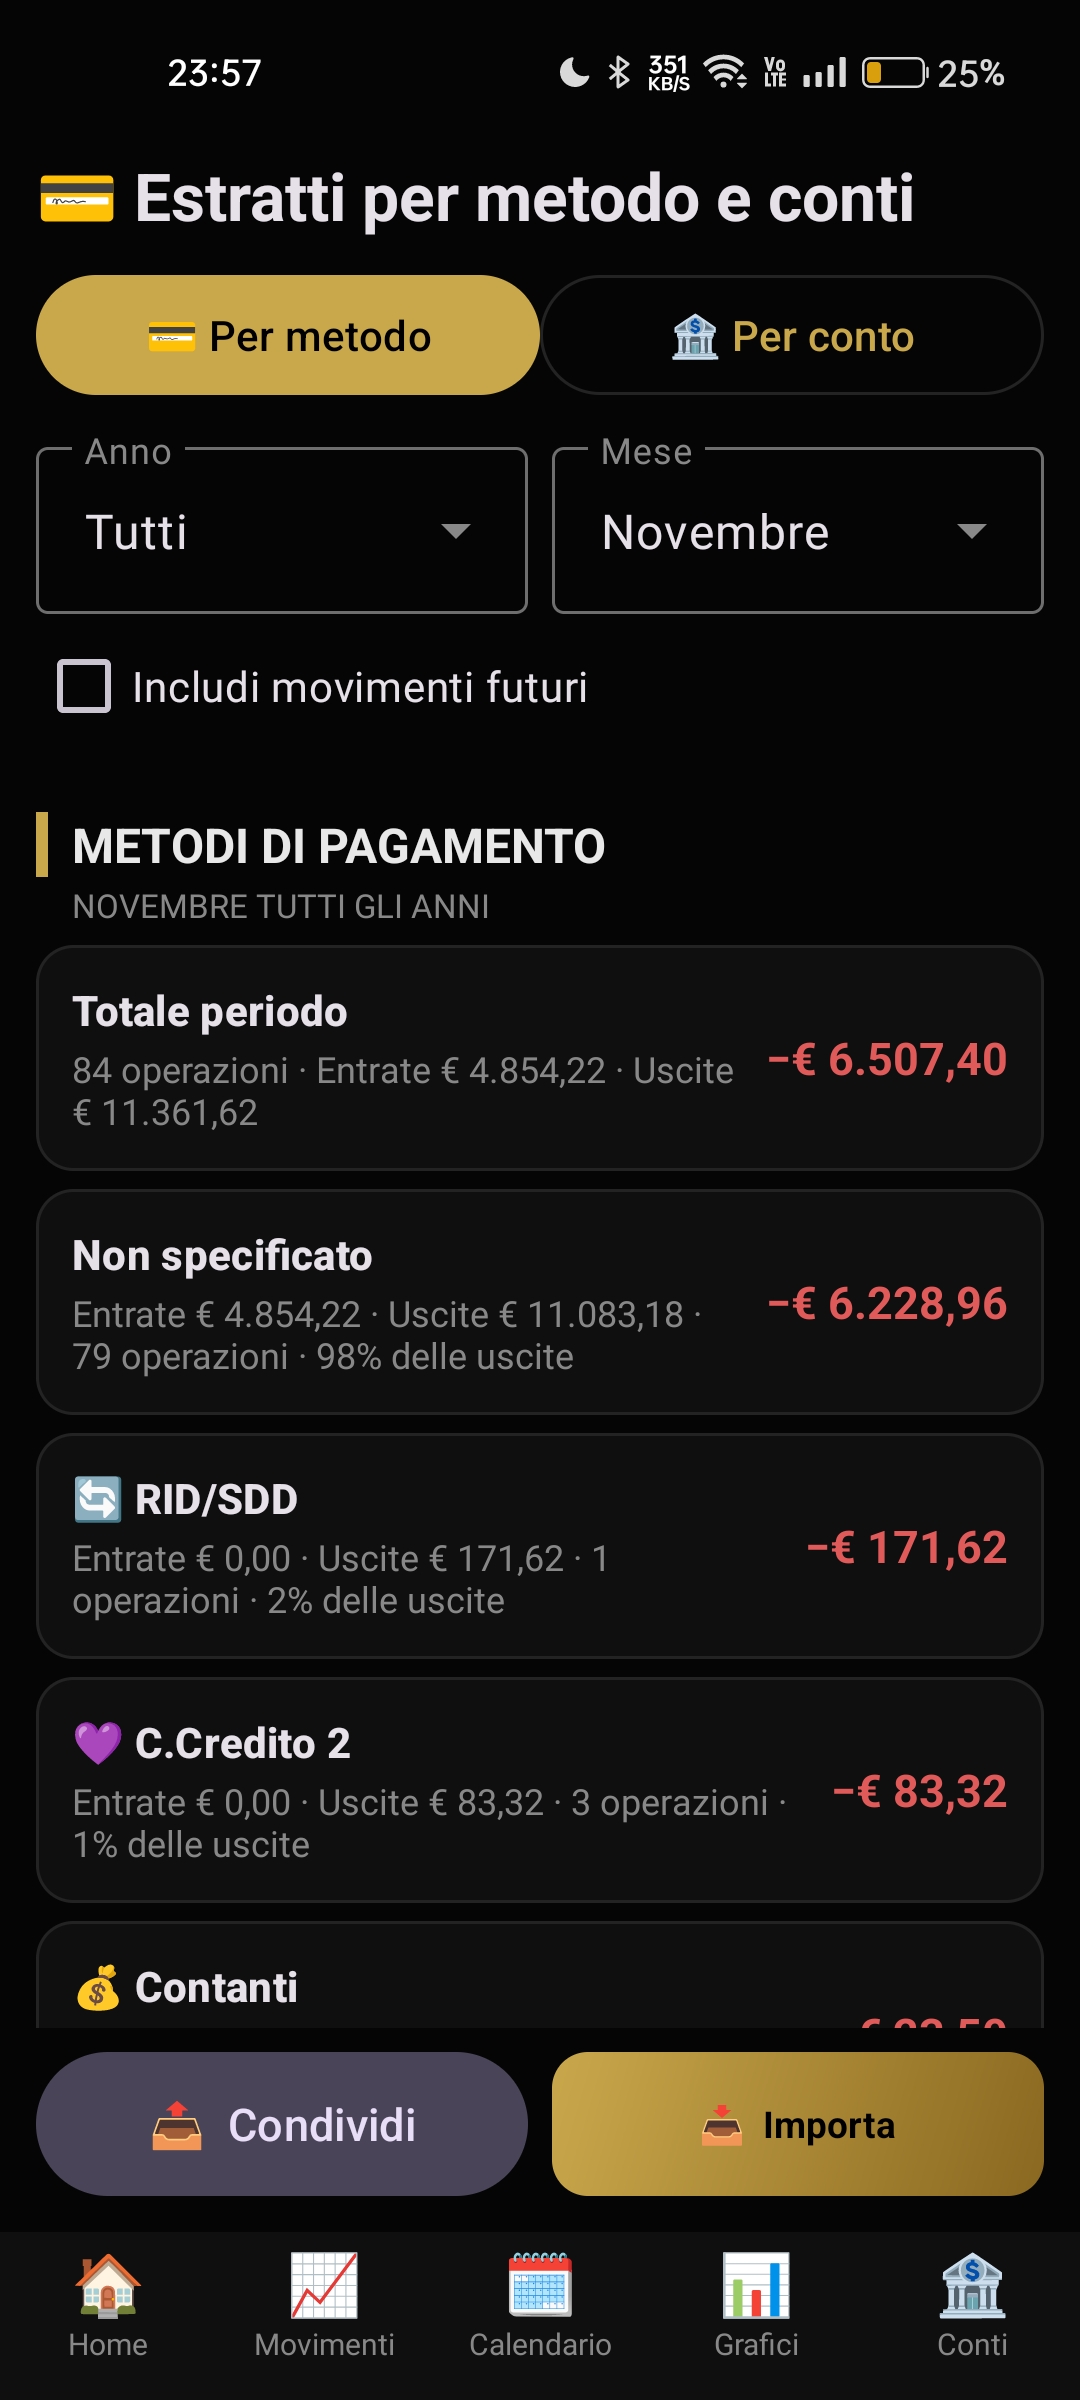 23:57
351 KB/S
Vo LTE
25%
Estratti per metodo e conti
Per metodo
Per conto
Anno
Mese
Tutti
Novembre
Includi movimenti futuri
METODI DI PAGAMENTO
NOVEMBRE TUTTI GLI ANNI
Totale periodo
84 operazioni · Entrate € 4.854,22 · Uscite
€ 11.361,62
−€ 6.507,40
Non specificato
Entrate € 4.854,22 · Uscite € 11.083,18 ·
79 operazioni · 98% delle uscite
−€ 6.228,96
RID/SDD
Entrate € 0,00 · Uscite € 171,62 · 1
operazioni · 2% delle uscite
−€ 171,62
C.Credito 2
Entrate € 0,00 · Uscite € 83,32 · 3 operazioni ·
1% delle uscite
−€ 83,32
Contanti
Condividi
Importa
Home
Movimenti
Calendario
Grafici
Conti